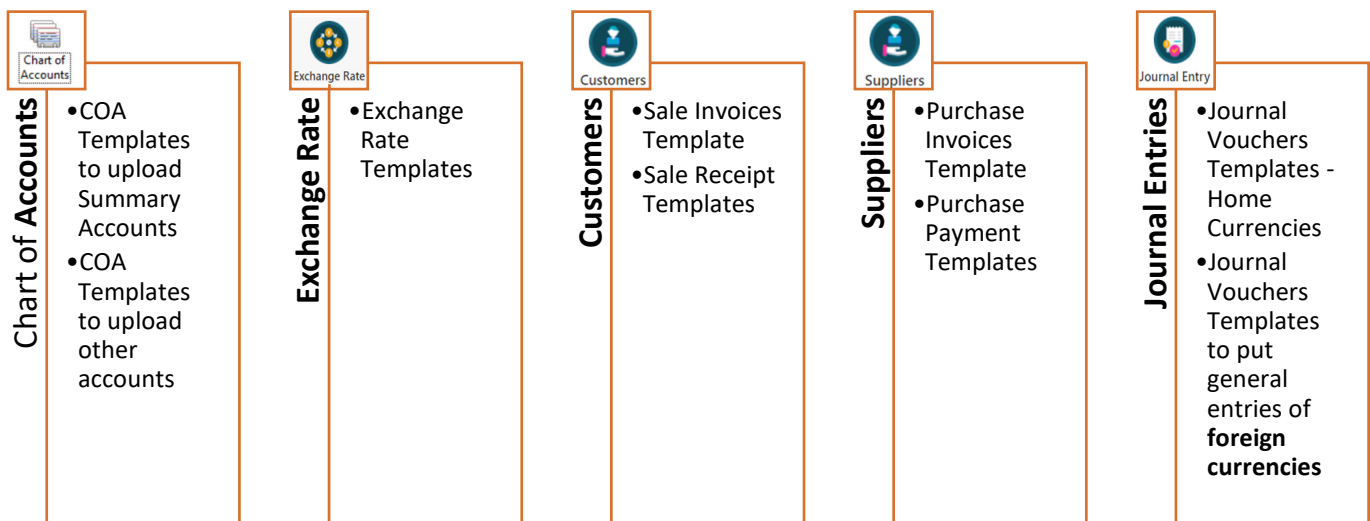 Chart of
Accounts
Chart of Accounts
•COA
Templates
to upload
Summary
Accounts
•COA
Templates
to upload
other
accounts
Exchange Rate
Exchange Rate
•Exchange
Rate
Templates
Customers
Customers
•Sale Invoices
Template
•Sale Receipt
Templates
Suppliers
Suppliers
•Purchase
Invoices
Template
•Purchase
Payment
Templates
Journal Entry
Journal Entries
•Journal
Vouchers
Templates -
Home
Currencies
•Journal
Vouchers
Templates
to put
general
entries of
foreign
currencies